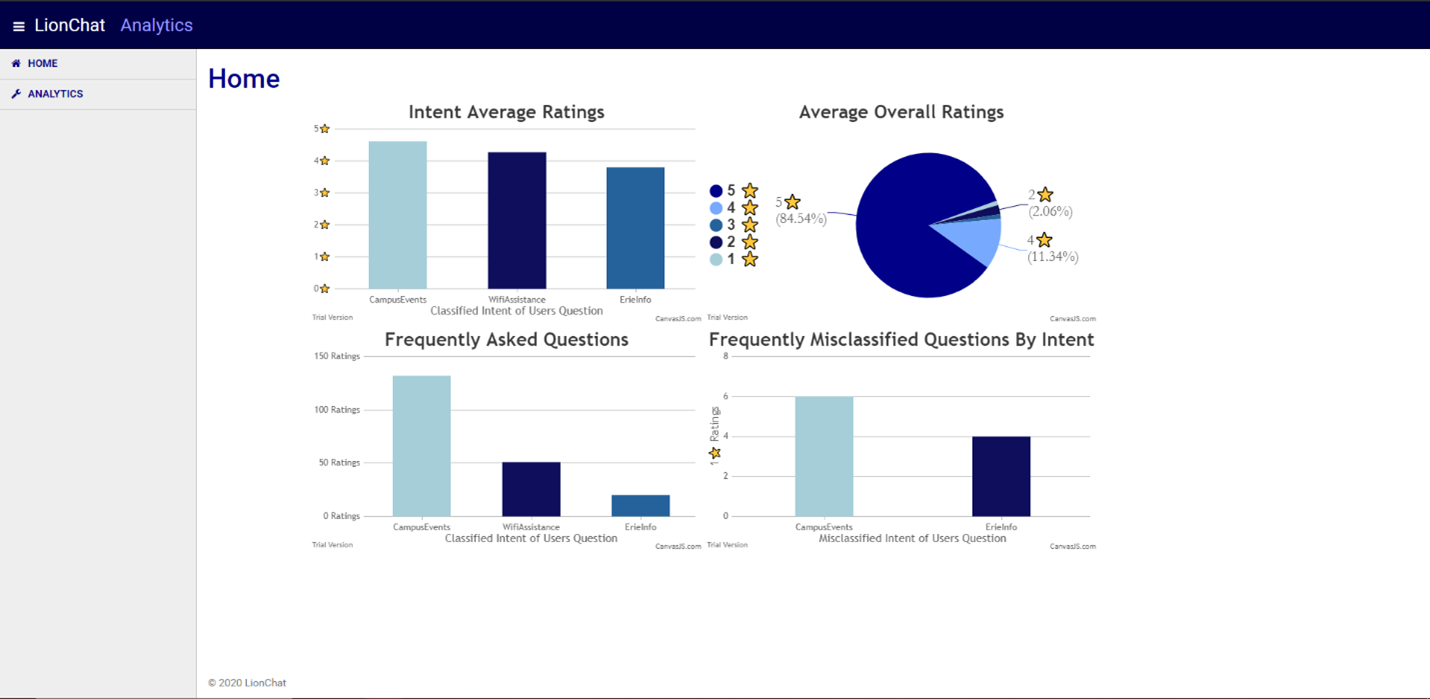 LionChat Analytics
HOME
ANALYTICS
Home
Intent Average Ratings
5
4
3
2
1
0
CampusEvents WifiAssistance ErieInfo
Classified Intent of Users Question
Trial Version CanvasJS.com
Average Overall Ratings
5
4
3
2
1
5
(84.54%)
2
(2.06%)
4
(11.34%)
Trial Version CanvasJS.com
Frequently Asked Questions
150 Ratings
100 Ratings
50 Ratings
0 Ratings
CampusEvents WifiAssistance ErieInfo
Classified Intent of Users Question
Trial Version CanvasJS.com
Frequently Misclassified Questions By Intent
1 Ratings
8
6
4
2
0
CampusEvents ErieInfo
Misclassified Intent of Users Question
Trial Version CanvasJS.com
© 2020 LionChat